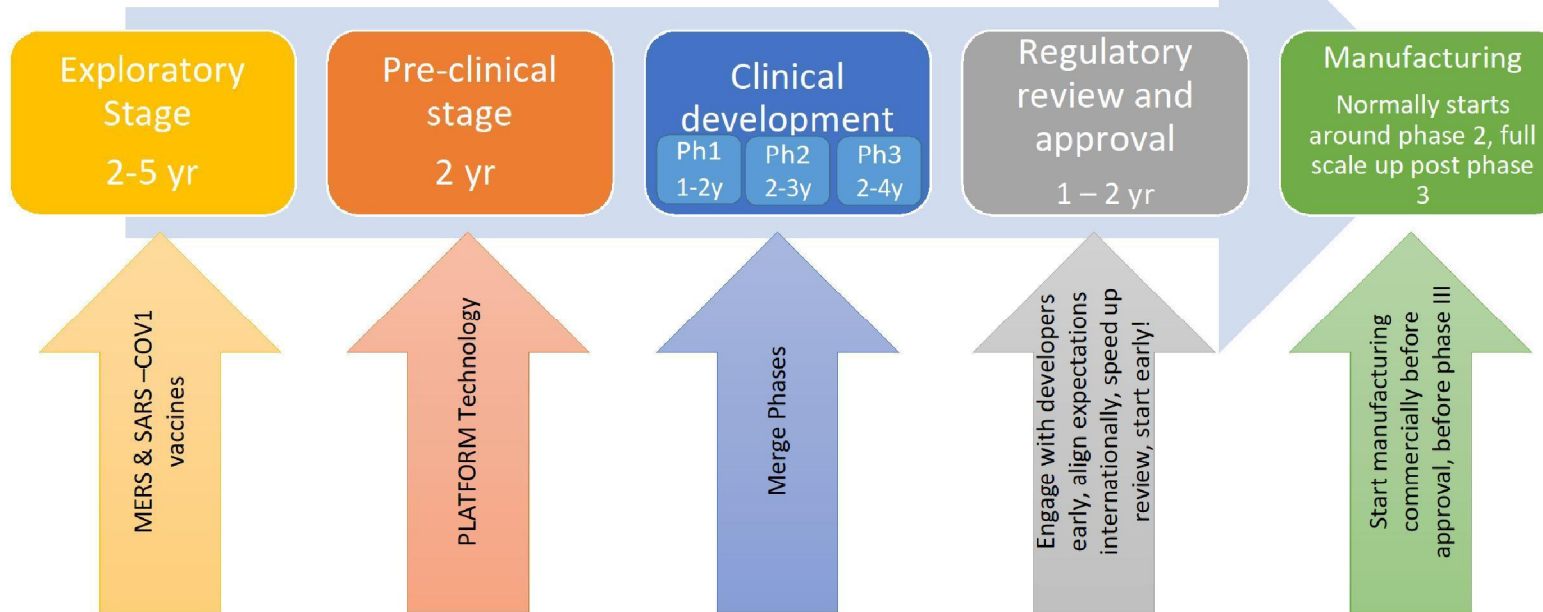 Exploratory
Stage
2-5 yr
Pre-clinical
stage
2 yr
Clinical
development
Ph1
1-2y
Ph2
2-3y
Ph3
2-4y
Regulatory
review and
approval
1 – 2 yr
Manufacturing
Normally starts
around phase 2, full
scale up post phase
3
MERS & SARS –COV1
vaccines
PLATFORM Technology
Merge Phases
Engage with developers
early, align expectations
internationally, speed up
review, start early!
Start manufacturing
commercially before
approval, before phase III